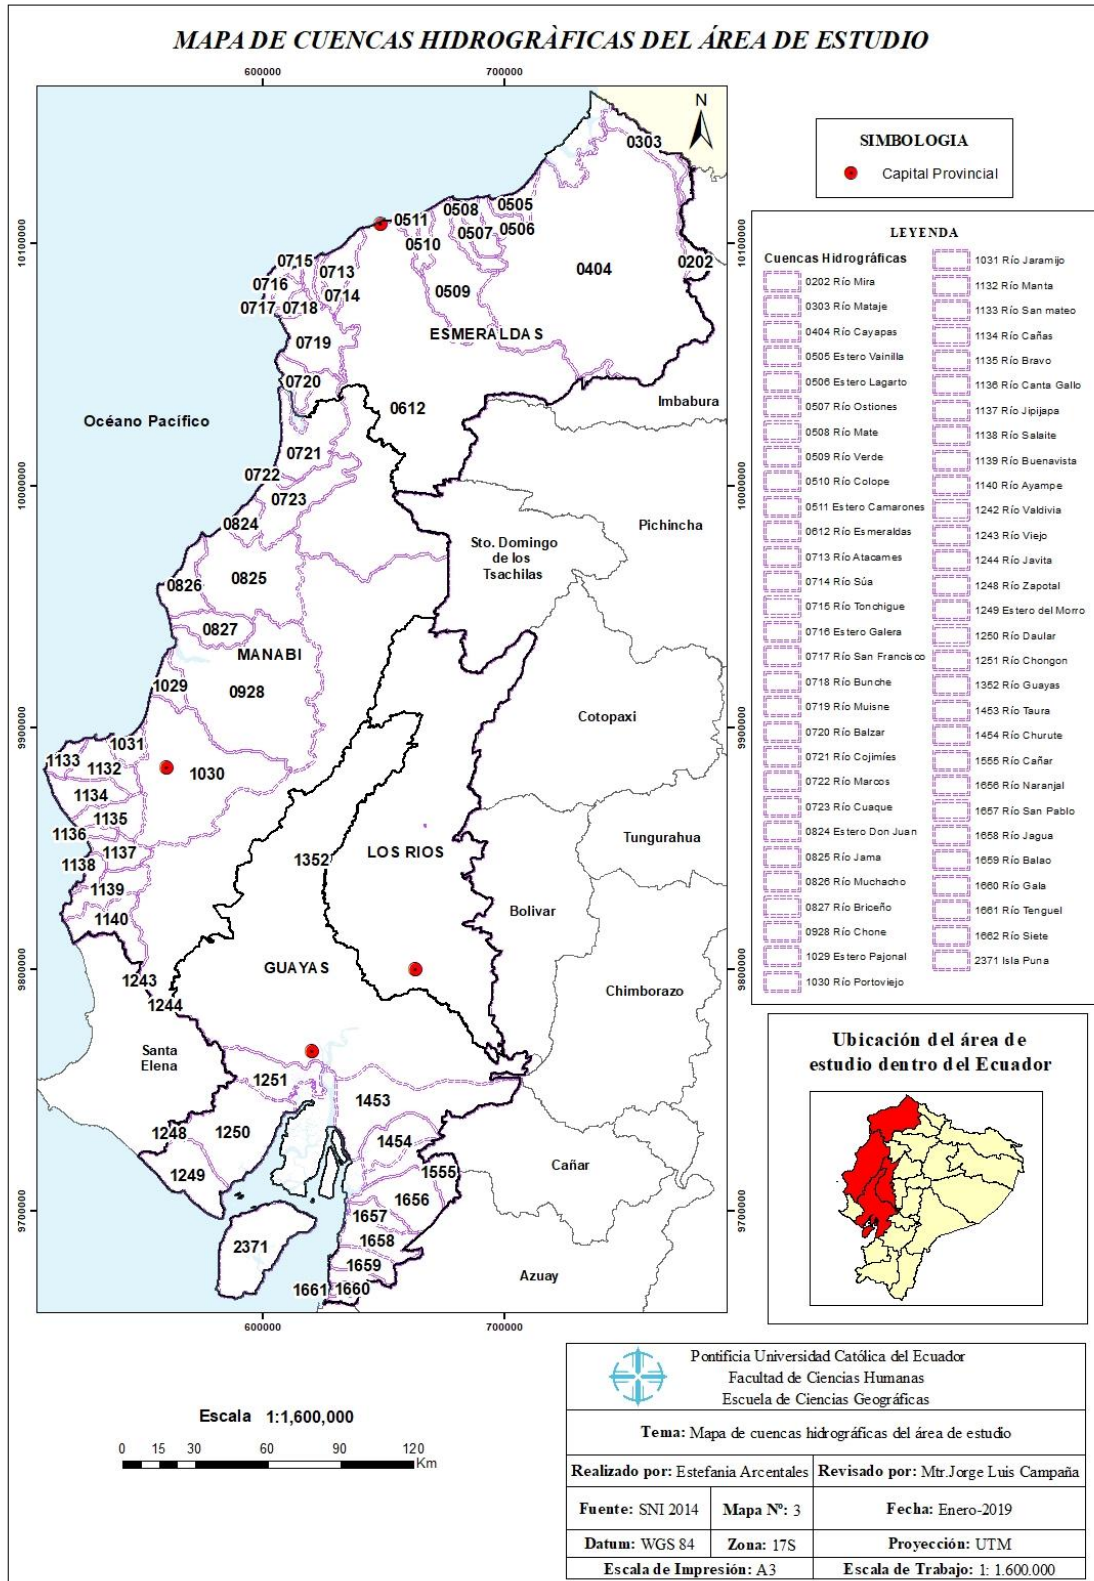 MAPA DE CUENCAS HIDROGRÀFICAS DEL ÁREA DE ESTUDIO
600000
700000
N
0303
0508
0505
0511
0507
0506
0510
10100000
10100000
0715
0713
0404
0202
0716
0714
0509
0717
0718
ESMERALDAS
0719
0720
Imbabura
0612
Océano Pacífico
0721
0722
10000000
10000000
0723
0824
Pichincha
Sto. Domingo
de los
Tsachilas
0825
0826
0827
MANABI
1029
0928
Cotopaxi
9900000
9900000
1031
1133
1132
1030
1134
1135
1136
Tungurahua
1137
1352
LOS RIOS
1138
1139
1140
Bolivar
GUAYAS
9800000
9800000
1243
Chimborazo
1244
Santa
Elena
1251
1453
1248
1250
1454
1249
1555
Cañar
1656
9700000
9700000
1657
1658
2371
1659
1661
1660
Azuay
600000
700000
SIMBOLOGIA
Capital Provincial
LEYENDA
Cuencas Hidrográficas
0202 Río Mira
0303 Río Mataje
0404 Río Cayapas
0505 Estero Vainilla
0506 Estero Lagarto
0507 Río Ostiones
0508 Río Mate
0509 Río Verde
0510 Río Colope
0511 Estero Camarones
0612 Río Esmeraldas
0713 Río Atacames
0714 Río Súa
0715 Río Tonchigue
0716 Estero Galera
0717 Río San Francisco
0718 Río Bunche
0719 Río Muisne
0720 Río Balzar
0721 Río Cojimíes
0722 Río Marcos
0723 Río Cuaque
0824 Estero Don Juan
0825 Río Jama
0826 Río Muchacho
0827 Río Briceño
0928 Río Chone
1029 Estero Pajonal
1030 Río Portoviejo
1031 Río Jaramijo
1132 Río Manta
1133 Río San mateo
1134 Río Cañas
1135 Río Bravo
1136 Río Canta Gallo
1137 Río Jipijapa
1138 Río Salaite
1139 Río Buenavista
1140 Río Ayampe
1242 Río Valdivia
1243 Río Viejo
1244 Río Javita
1248 Río Zapotal
1249 Estero del Morro
1250 Río Daular
1251 Río Chongon
1352 Río Guayas
1453 Río Taura
1454 Río Churute
1555 Río Cañar
1656 Río Naranjal
1657 Río San Pablo
1658 Río Jagua
1659 Río Balao
1660 Río Gala
1661 Río Tenguel
1662 Río Siete
2371 Isla Puna
Ubicación del área de
estudio dentro del Ecuador
Escala 1:1,600,000
0 15 30 60 90 120
Km
Pontificia Universidad Católica del Ecuador
Facultad de Ciencias Humanas
Escuela de Ciencias Geográficas
Tema: Mapa de cuencas hidrográficas del área de estudio
Realizado por: Estefania Arcentales
Revisado por: Mtr.Jorge Luis Campaña
Fuente: SNI 2014
Mapa Nº: 3
Fecha: Enero-2019
Datum: WGS 84
Zona: 17S
Proyección: UTM
Escala de Impresión: A3
Escala de Trabajo: 1: 1.600.000